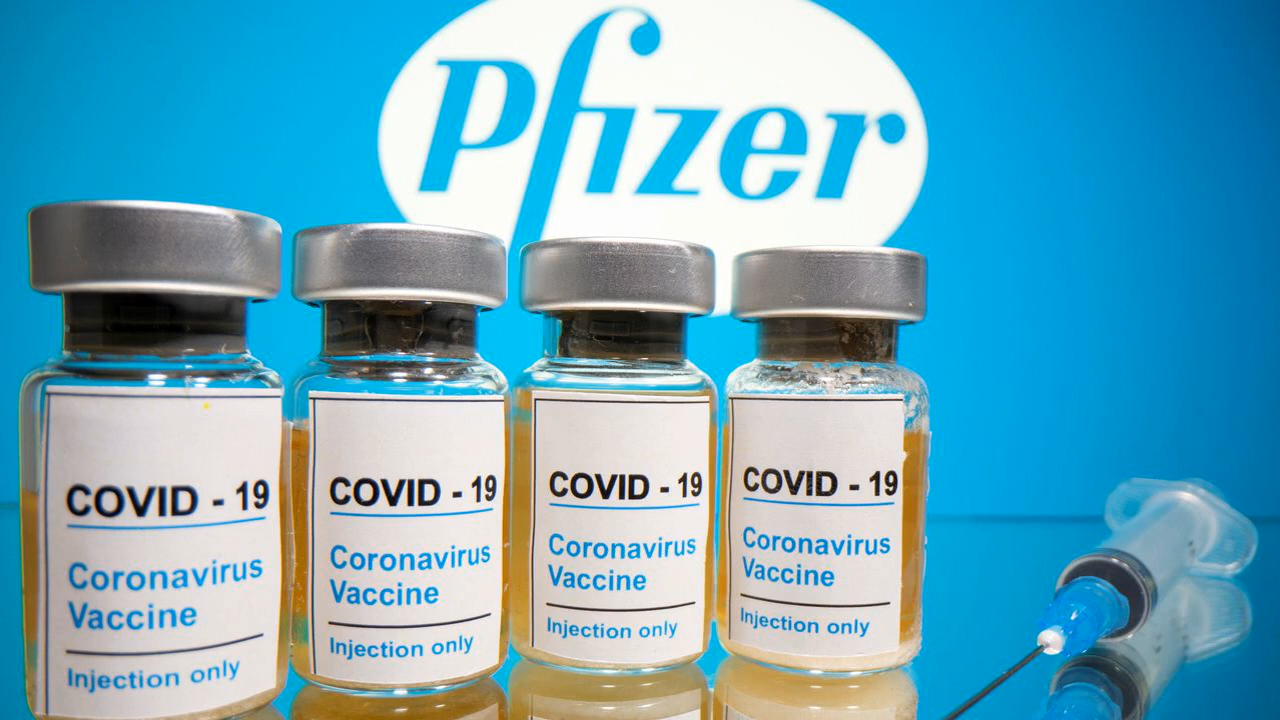 Pfizer
COVID - 19
Coronavirus
Vaccine
Injection only
COVID - 19
Coronavirus
Vaccine
Injection only
COVID - 19
Coronavirus
Vaccine
Injection only
COVID - 19
Coronavirus
Vaccine
Injection only